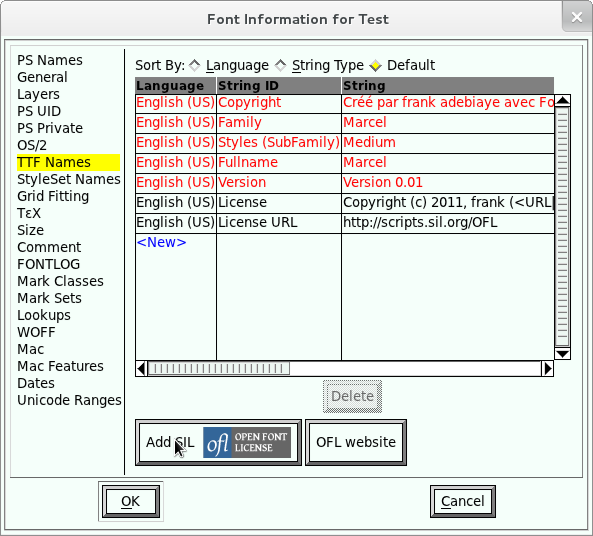 Font Information for Test
PS Names
General
Layers
PS UID
PS Private
OS/2
TTF Names
StyleSet Names
Grid Fitting
ΤεΧ
Size
Comment
FONTLOG
Mark Classes
Mark Sets
Lookups
WOFF
Mac
Mac Features
Dates
Unicode Ranges
Sort By: Language String Type Default
Language String ID String
English (US) Copyright Créé par frank adebiaye avec Fo
English (US) Family Marcel
English (US) Styles (SubFamily) Medium
English (US) Fullname Marcel
English (US) Version Version 0.01
English (US) License Copyright (c) 2011, frank (<URL|
English (US) License URL http://scripts.sil.org/OFL
<New>
Delete
Add SIL ofl OPEN FONT
LICENSE
OFL website
OK Cancel